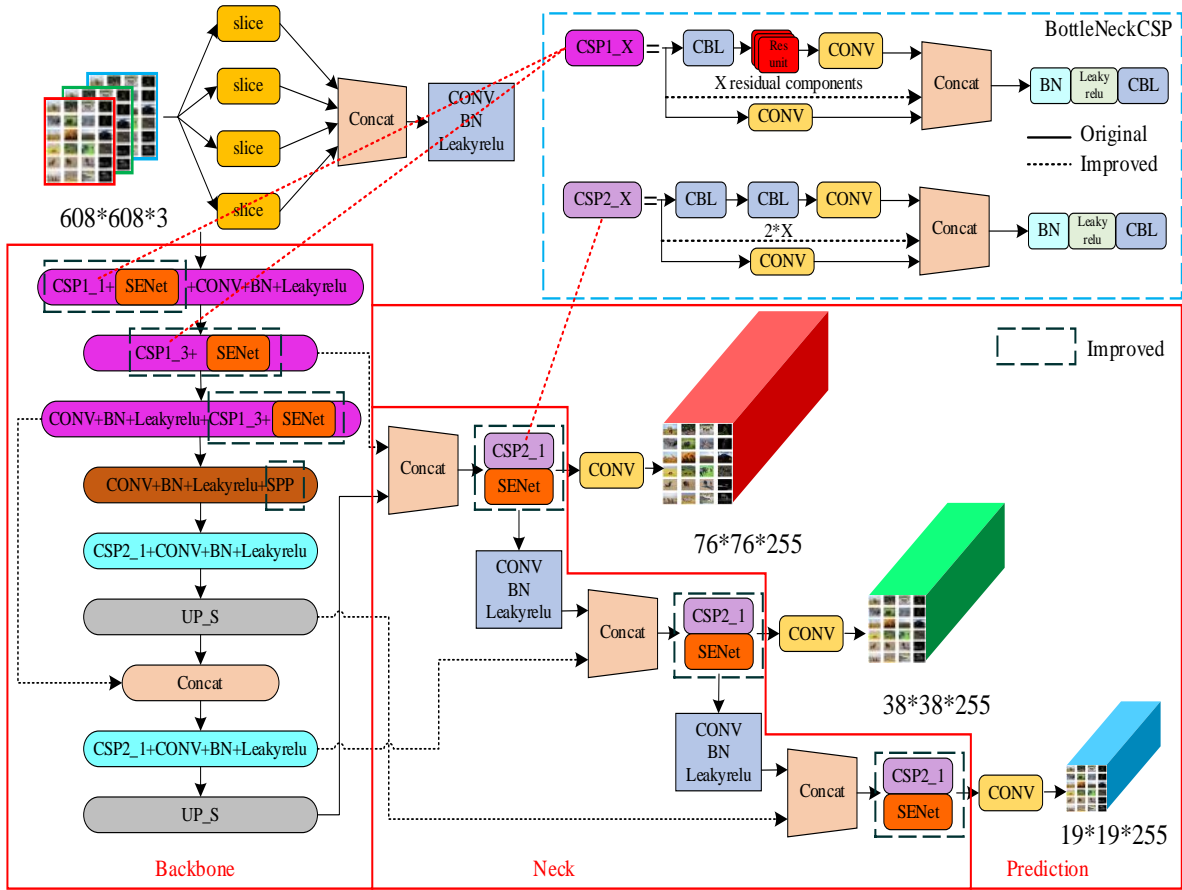 slice
slice
slice
slice
Concat
CONV
BN
Leakyrelu
608*608*3
BottleNeckCSP
CSP1_X
=
CBL
Res
unit
CONV
X residual components
CONV
Concat
BN
Leaky
relu
CBL
Original
Improved
CSP2_X
=
CBL
CBL
CONV
2*X
CONV
Concat
BN
Leaky
relu
CBL
CSP1_1+ SENet +CONV+BN+Leakyrelu
CSP1_3+ SENet
CONV+BN+Leakyrelu+CSP1_3+ SENet
CONV+BN+Leakyrelu+SPP
CSP2_1+CONV+BN+Leakyrelu
UP_S
Concat
CSP2_1+CONV+BN+Leakyrelu
UP_S
Backbone
Improved
Concat
CSP2_1
SENet
CONV
76*76*255
CONV
BN
Leakyrelu
Concat
CSP2_1
SENet
CONV
38*38*255
CONV
BN
Leakyrelu
Concat
CSP2_1
SENet
CONV
19*19*255
Neck
Prediction